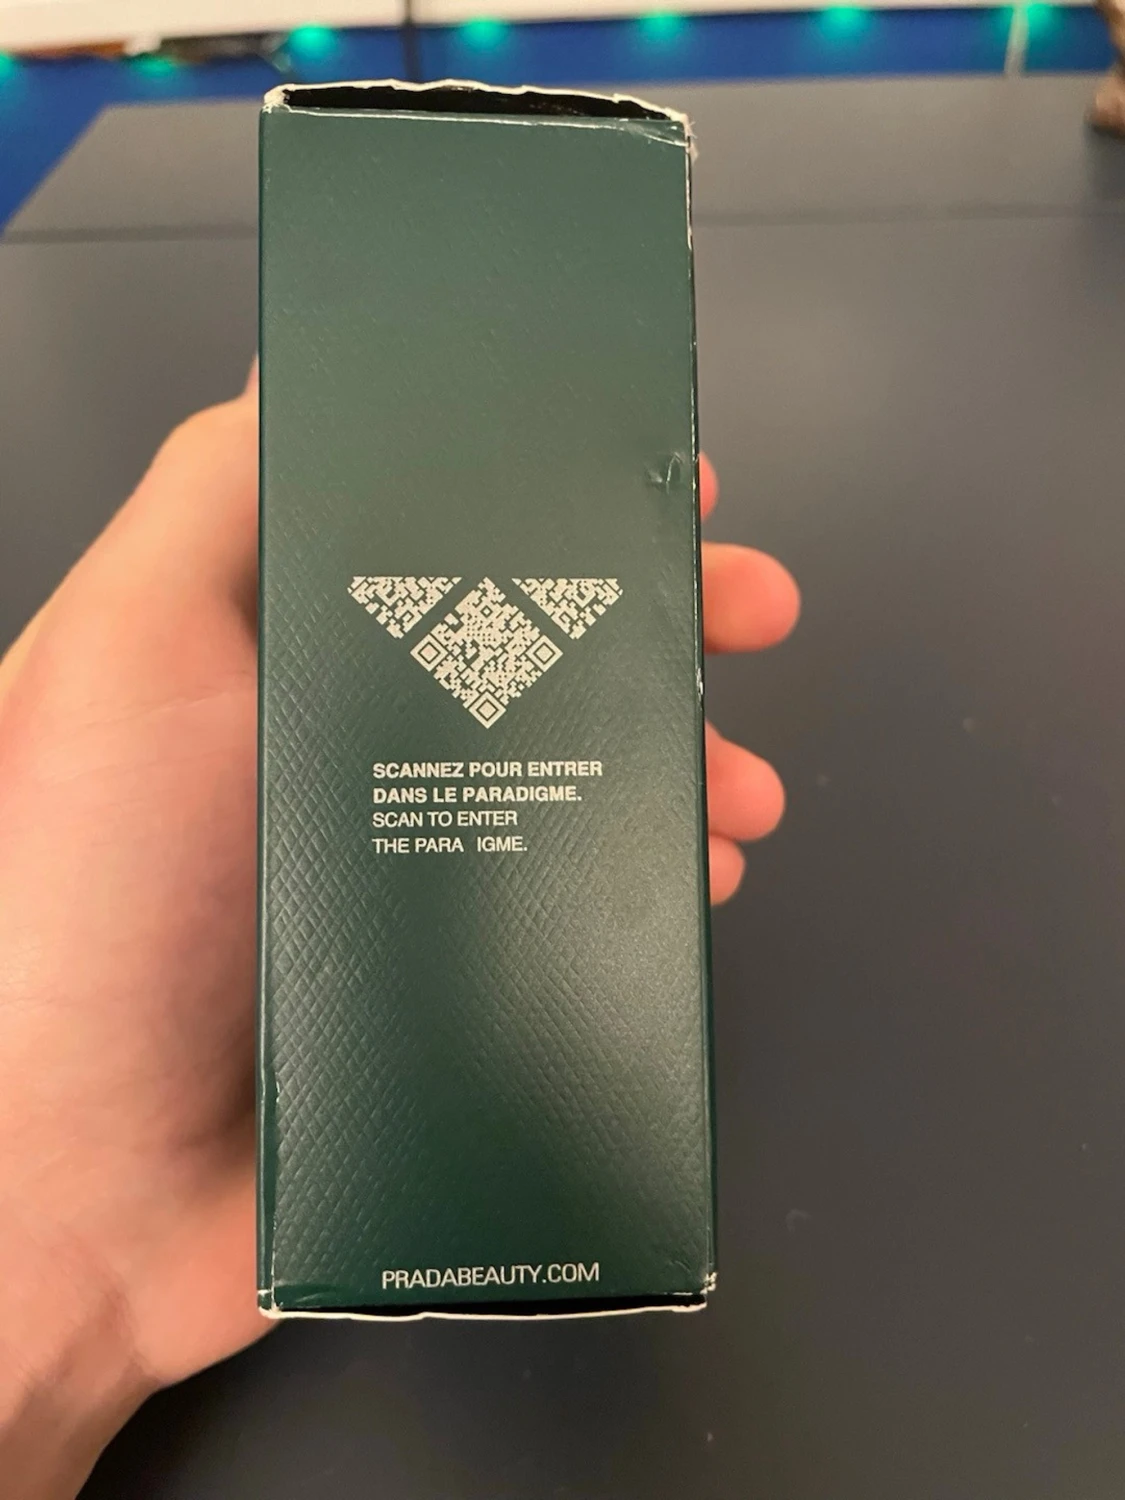 SCANNEZ POUR ENTRER
DANS LE PARADIGME.
SCAN TO ENTER
THE PARA IGME.
PRADABEAUTY.COM